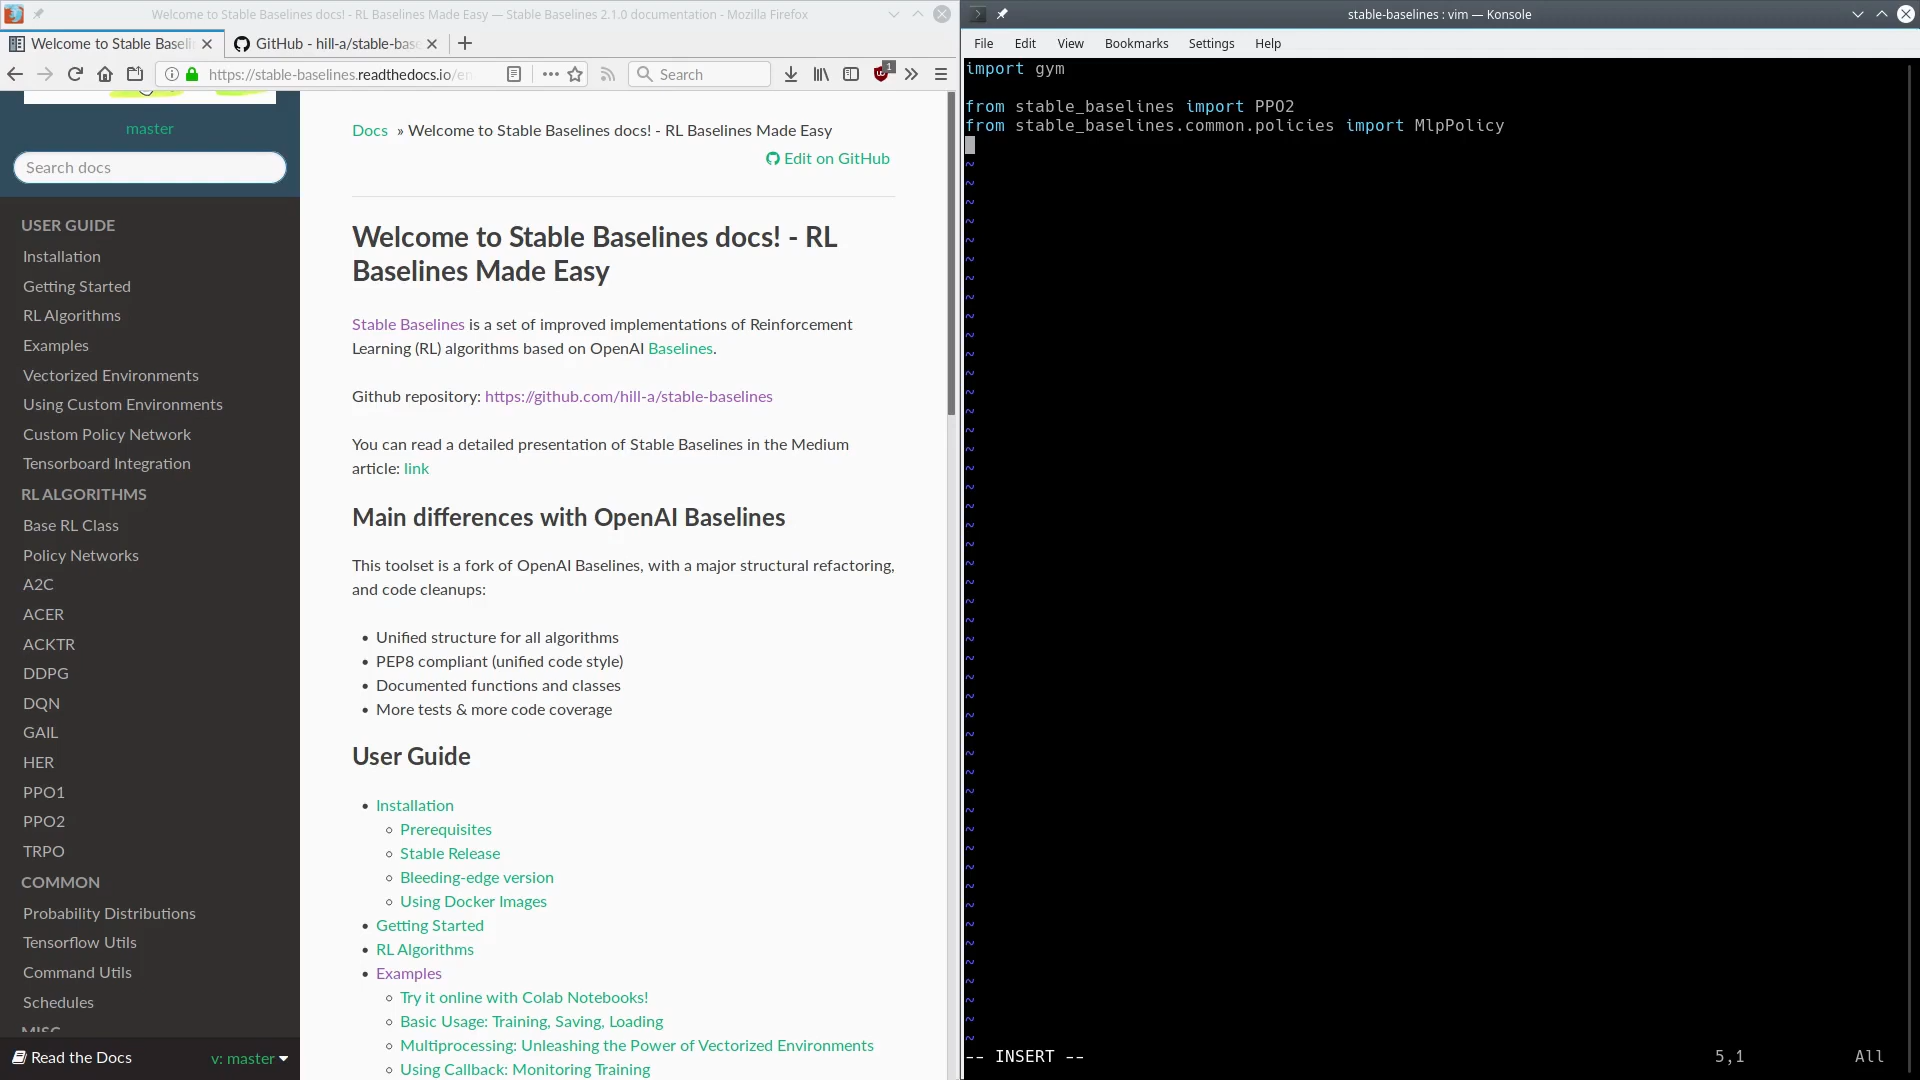 Welcome to Stable Baselines docs! - RL Baselines Made Easy — Stable Baselines 2.1.0 documentation - Mozilla Firefox
Welcome to Stable Baseli
GitHub - hill-a/stable-base
https://stable-baselines.readthedocs.io/en
Search
1
master
Search docs
USER GUIDE
Installation
Getting Started
RL Algorithms
Examples
Vectorized Environments
Using Custom Environments
Custom Policy Network
Tensorboard Integration
RL ALGORITHMS
Base RL Class
Policy Networks
A2C
ACER
ACKTR
DDPG
DQN
GAIL
HER
PPO1
PPO2
TRPO
COMMON
Probability Distributions
Tensorflow Utils
Command Utils
Schedules
MISC
Read the Docs
v: master
Docs » Welcome to Stable Baselines docs! - RL Baselines Made Easy
Edit on GitHub
Welcome to Stable Baselines docs! - RL
Baselines Made Easy
Stable Baselines is a set of improved implementations of Reinforcement
Learning (RL) algorithms based on OpenAI Baselines.
Github repository: https://github.com/hill-a/stable-baselines
You can read a detailed presentation of Stable Baselines in the Medium
article: link
Main differences with OpenAI Baselines
This toolset is a fork of OpenAI Baselines, with a major structural refactoring,
and code cleanups:
• Unified structure for all algorithms
• PEP8 compliant (unified code style)
• Documented functions and classes
• More tests & more code coverage
User Guide
• Installation
◦ Prerequisites
◦ Stable Release
◦ Bleeding-edge version
◦ Using Docker Images
• Getting Started
• RL Algorithms
• Examples
◦ Try it online with Colab Notebooks!
◦ Basic Usage: Training, Saving, Loading
◦ Multiprocessing: Unleashing the Power of Vectorized Environments
◦ Using Callback: Monitoring Training
stable-baselines : vim — Konsole
File Edit View Bookmarks Settings Help
import gym
from stable_baselines import PPO2
from stable_baselines.common.policies import MlpPolicy
-- INSERT -- 5,1 All